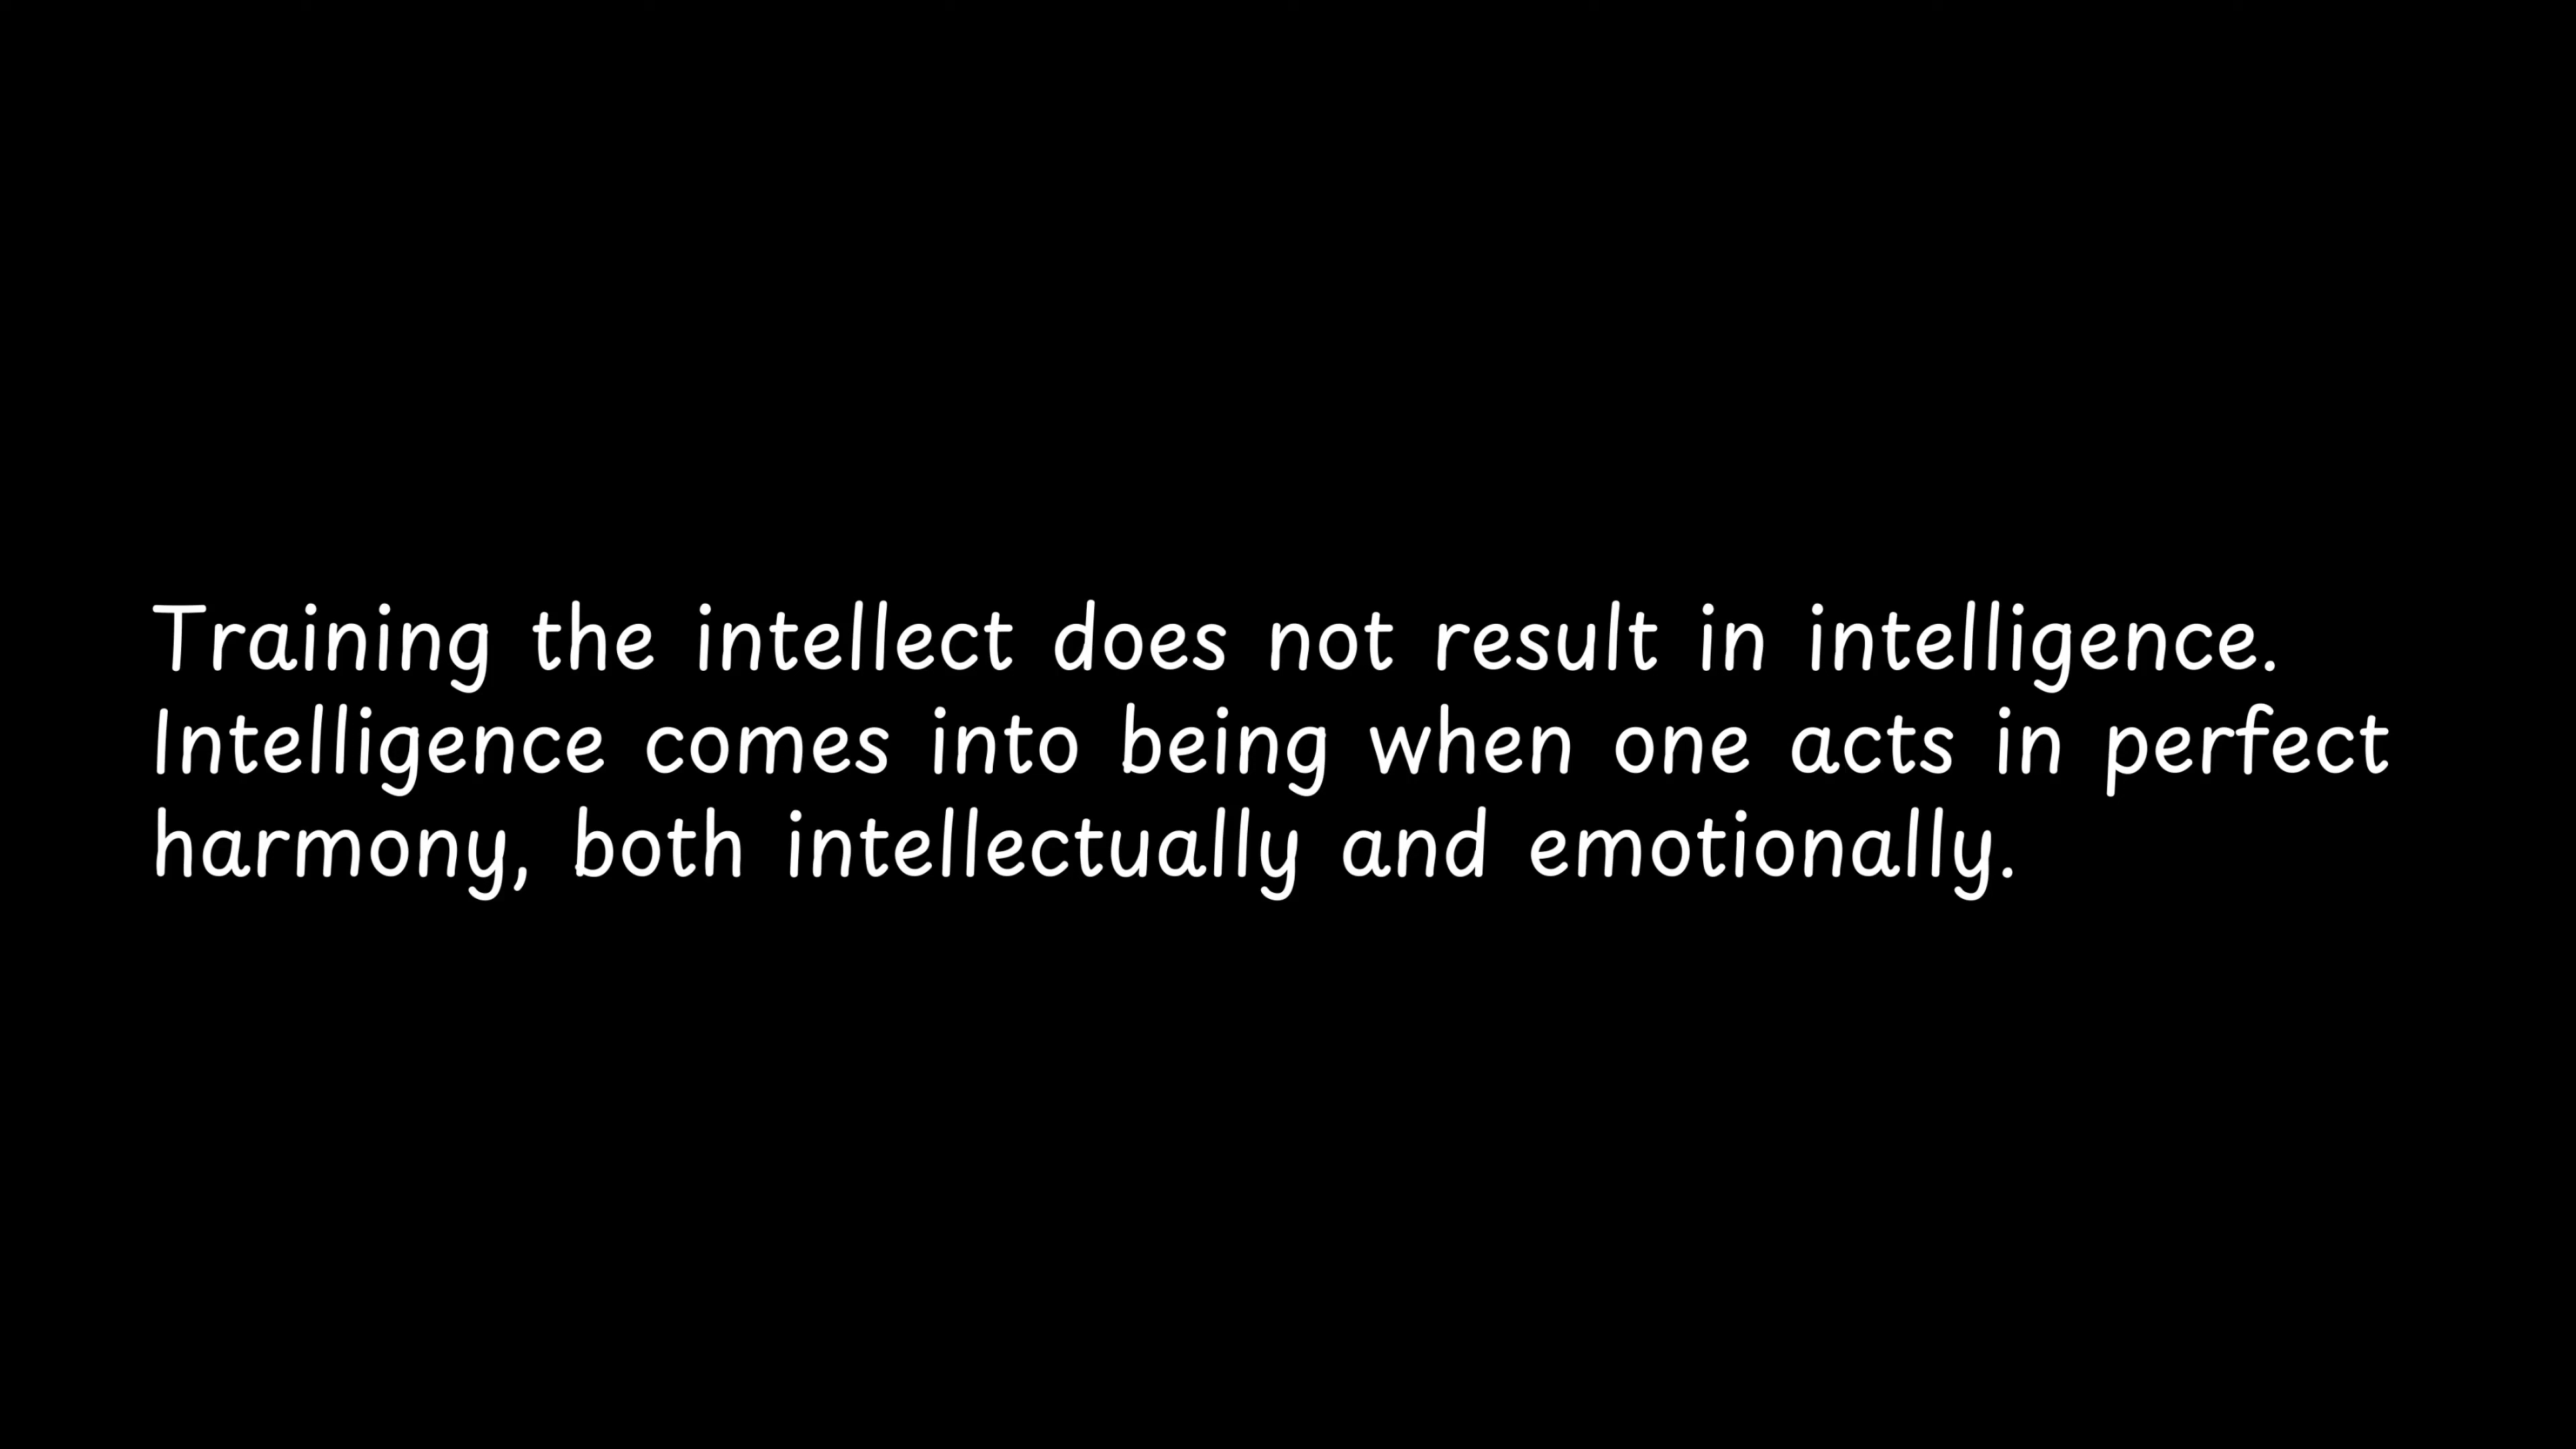 Training the intellect does not result in intelligence.
Intelligence comes into being when one acts in perfect
harmony, both intellectually and emotionally.